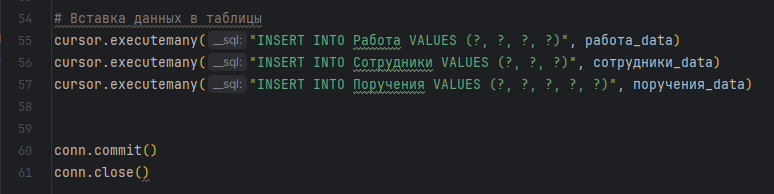 54 # Вставка данных в таблицы
55 cursor.executemany(__sql: "INSERT INTO Работа VALUES (?, ?, ?, ?)", работа_data)
56 cursor.executemany(__sql: "INSERT INTO Сотрудники VALUES (?, ?, ?)", сотрудники_data)
57 cursor.executemany(__sql: "INSERT INTO Поручения VALUES (?, ?, ?, ?, ?)", поручения_data)
58
59
60 conn.commit()
61 conn.close()